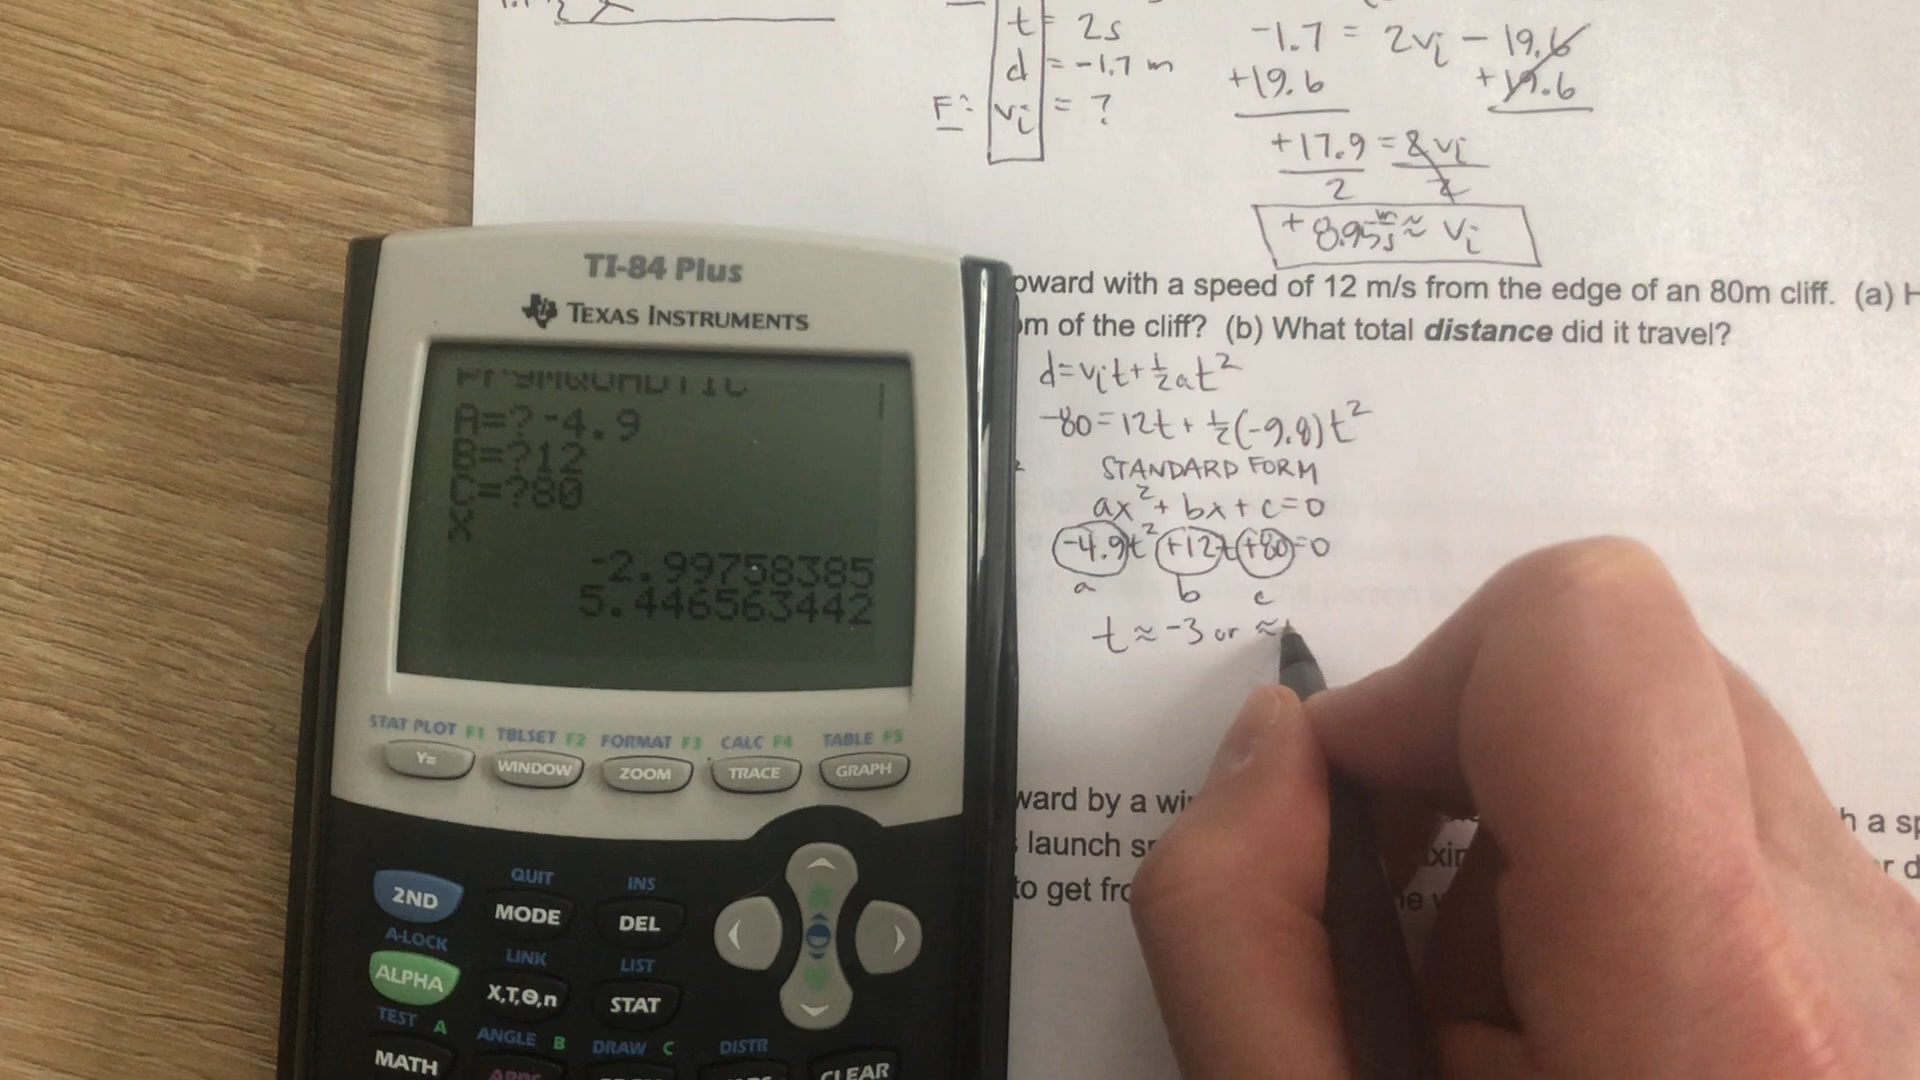 t = 2s
d = -1.7 m
F: vi = ?
-1.7 = 2vi - 19.6
+19.6 +19.6
+17.9 = 2vi
2 2
+8.95 m/s ≈ vi
TI-84 Plus
TEXAS INSTRUMENTS
A=?-4.9
B=?12
C=?80
X
-2.99758385
5.446563442
with a speed of 12 m/s from the edge of an 80m cliff. (a)
of the cliff? (b) What total distance did it travel?
d=vit+½at²
-80=12t+½(-9.8)t²
STANDARD FORM
ax²+bx+c=0
-4.9t²+12t+80=0
a b c
t≈-3 or ≈
by a
launch
to get
STAT PLOT F1 TBLSET F2 FORMAT F3 CALC F4 TABLE F5
Y= WINDOW ZOOM TRACE GRAPH
QUIT INS
2ND MODE DEL
A-LOCK LINK LIST
ALPHA X,T,Θ,n STAT
TEST A ANGLE B DRAW C DISTR
MATH CLEAR